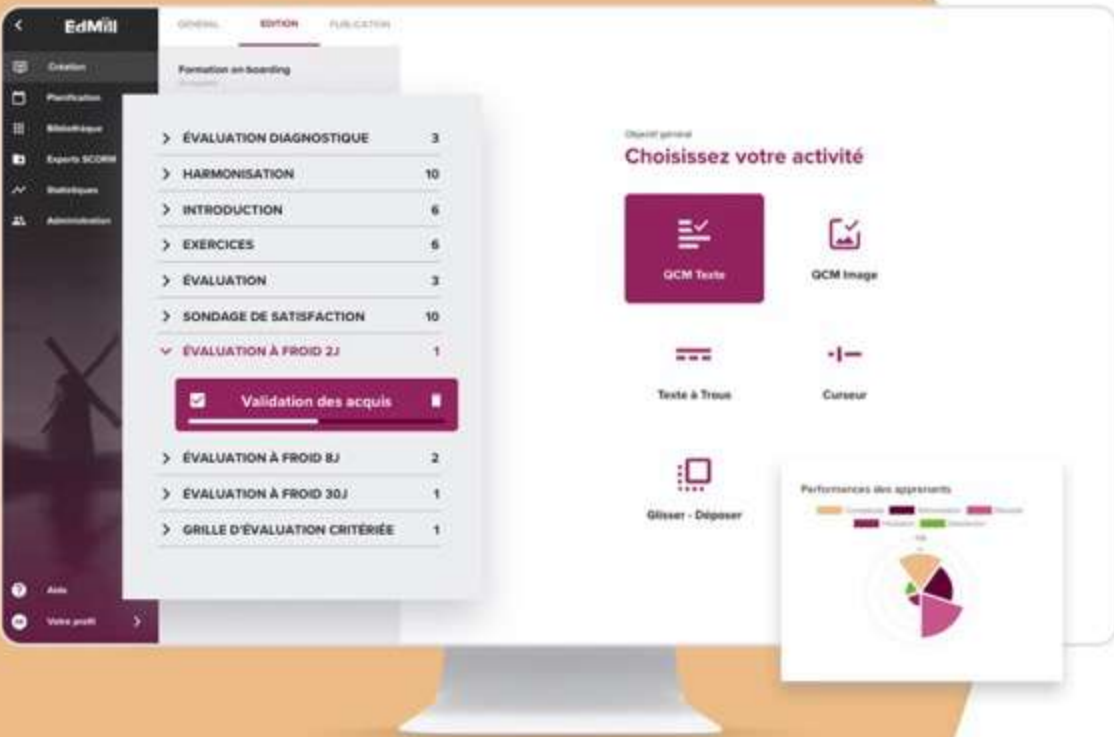 EdMill
GÉNÉRAL
EDITION
PUBLICATION
Création
Planification
Bibliothèque
Exports SCORM
Statistiques
Administration
Aide
Votre profil
Formation on-boarding
> ÉVALUATION DIAGNOSTIQUE 3
> HARMONISATION 10
> INTRODUCTION 6
> EXERCICES 6
> ÉVALUATION 3
> SONDAGE DE SATISFACTION 10
ÉVALUATION À FROID 2J 1
Validation des acquis
> ÉVALUATION À FROID 8J 2
> ÉVALUATION À FROID 30J 1
> GRILLE D'ÉVALUATION CRITÉRIÉE 1
Objectif général
Choisissez votre activité
QCM Texte
QCM Image
Texte à Trous
Curseur
Glisser - Déposer
Performances des apprenants